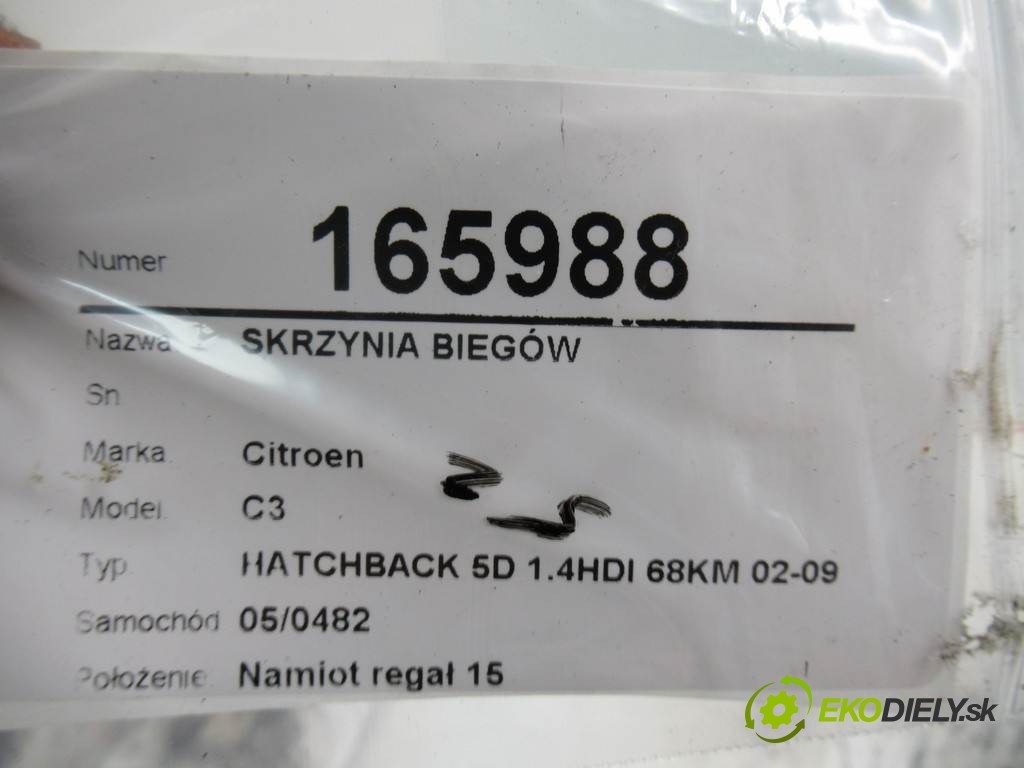 Numer 165988
Nazwa SKRZYNIA BIEGÓW
Sn
Marka Citroen
Model C3
Typ HATCHBACK 5D 1.4HDI 68KM 02-09
Samochód 05/0482
Położenie Namiot regał 15
EKODIELY.sk